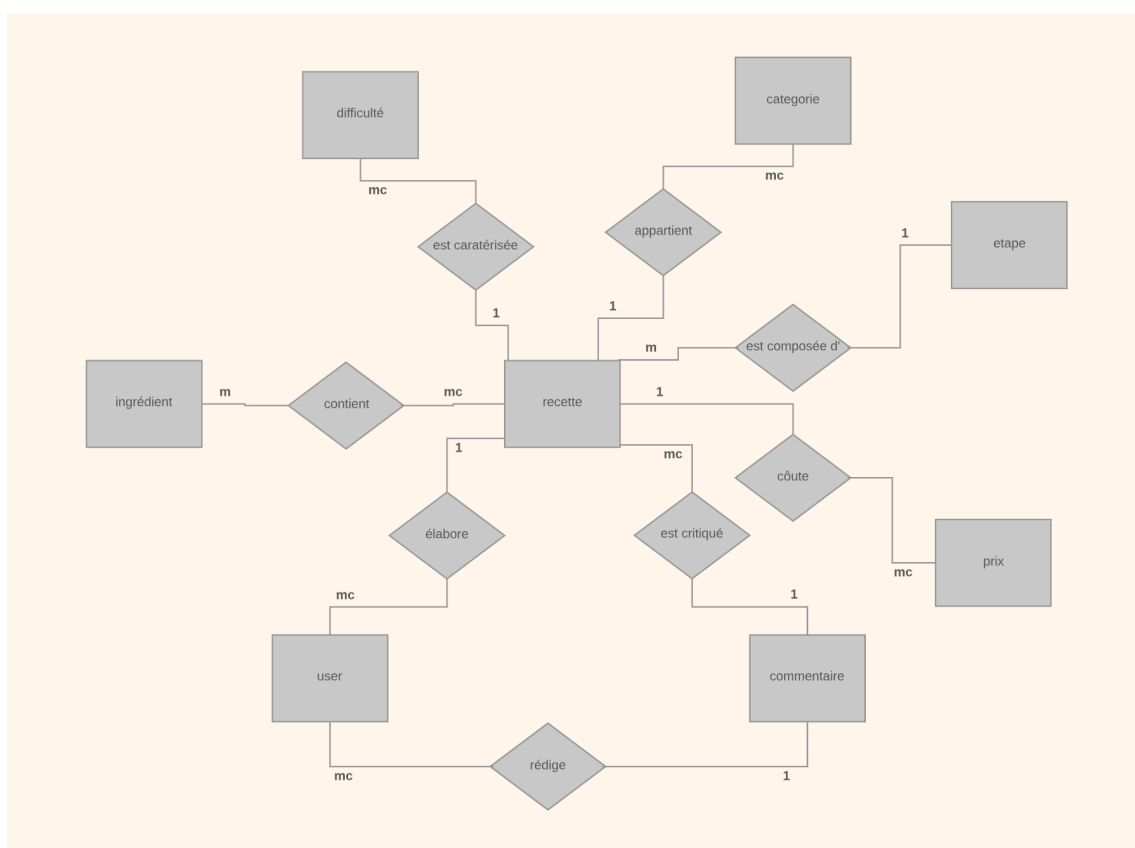 categorie
difficulté
mc
mc
appartient
1
etape
est caratérisée
1
1
m
est composée d'
m
mc
1
ingrédient
contient
recette
1
mc
côute
élabore
est critiqué
prix
mc
mc
1
user
commentaire
rédige
mc
1